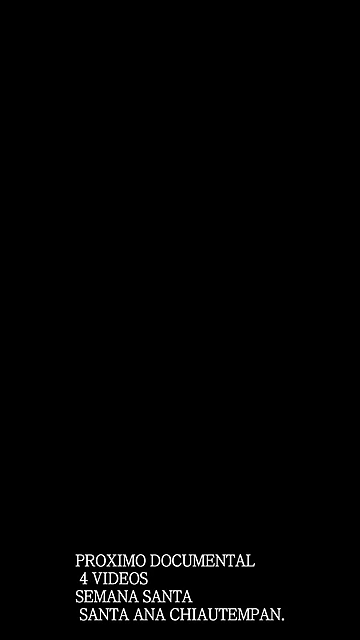 PROXIMO DOCUMENTAL
4 VIDEOS
SEMANA SANTA
SANTA ANA CHIAUTEMPAN.